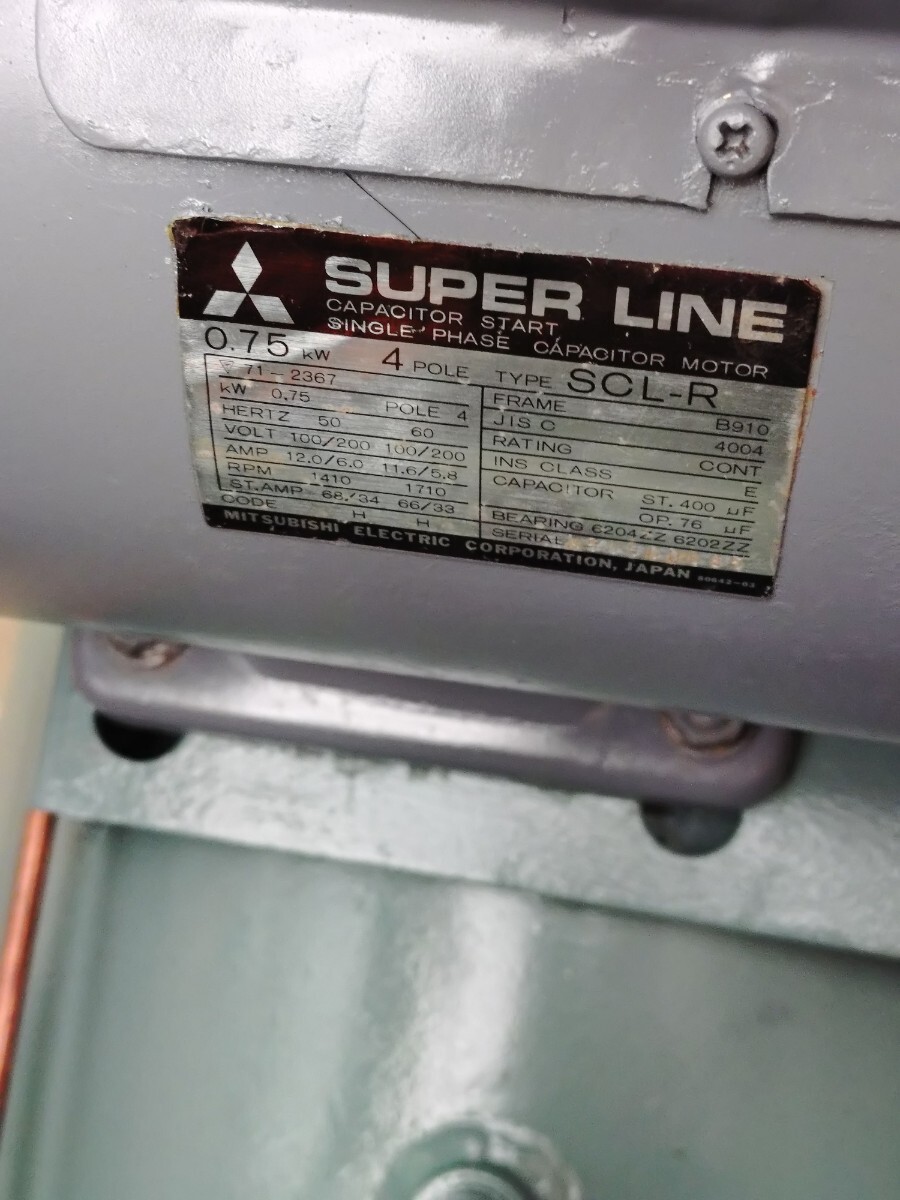 SUPER LINE
CAPACITOR START
SINGLE PHASE CAPACITOR MOTOR
0.75 kW 4 POLE TYPE SCL-R
▽ 71-2367
kW 0.75 POLE 4
HERTZ 50 60
VOLT 100/200 100/200
AMP 12.0/6.0 11.6/5.8
RPM 1410 1710
ST.AMP 68/34 66/33
CODE H H
FRAME B910
JIS C 4004
RATING CONT
INS CLASS E
CAPACITOR ST. 400 µF
OP. 76 µF
BEARING 6204ZZ 6202ZZ
SERIAL
MITSUBISHI ELECTRIC CORPORATION, JAPAN